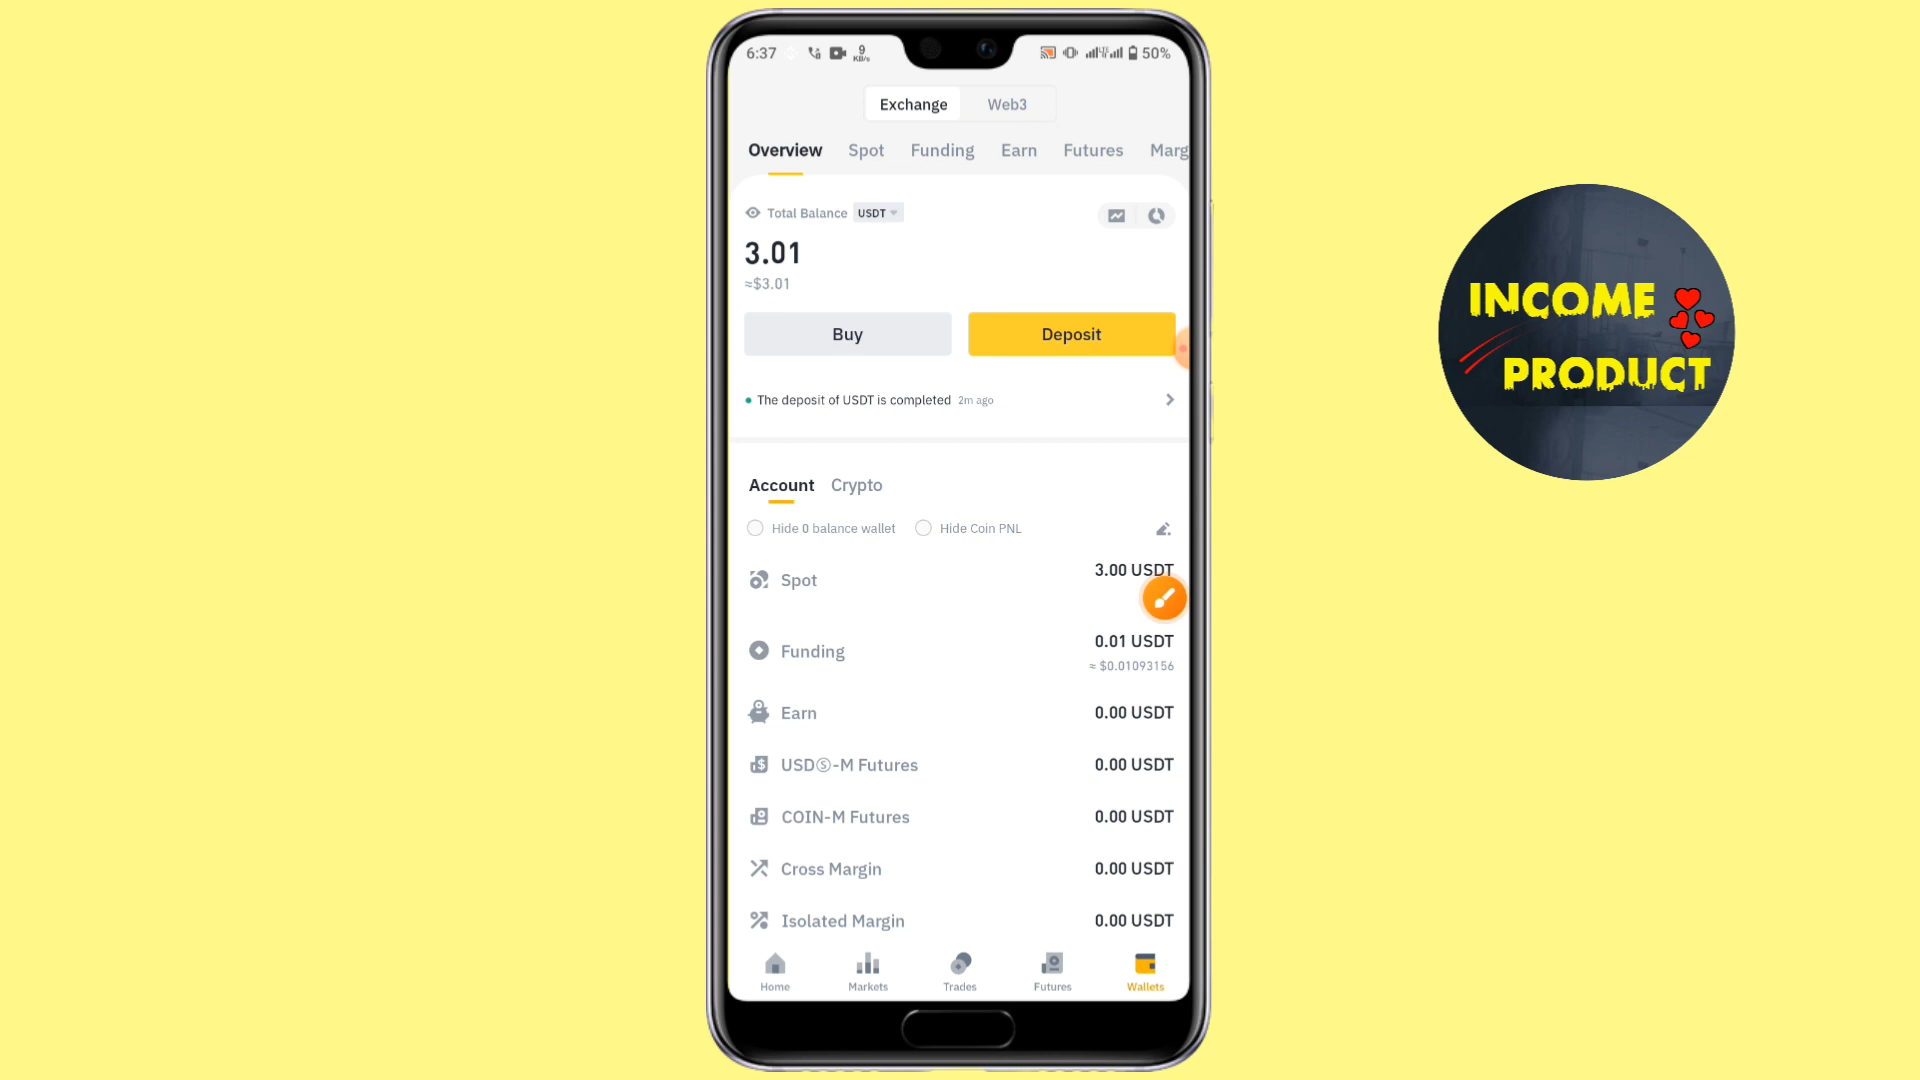 6:37 9 KB/s 50%
Exchange Web3
Overview Spot Funding Earn Futures Marg
Total Balance USDT
3.01
≈$3.01
Buy Deposit
The deposit of USDT is completed 2m ago
Account Crypto
Hide 0 balance wallet Hide Coin PNL
Spot 3.00 USDT
Funding 0.01 USDT
≈ $0.01093156
Earn 0.00 USDT
USDⓈ-M Futures 0.00 USDT
COIN-M Futures 0.00 USDT
Cross Margin 0.00 USDT
Isolated Margin 0.00 USDT
Home Markets Trades Futures Wallets
INCOME
PRODUCT